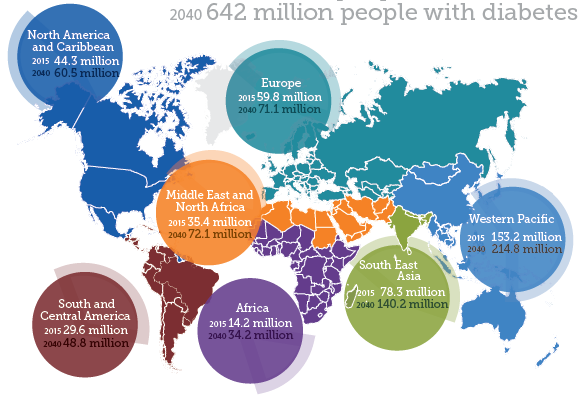 2040 642 million people with diabetes
North America
and Caribbean
2015 44.3 million
2040 60.5 million
Europe
2015 59.8 million
2040 71.1 million
Middle East and
North Africa
2015 35.4 million
2040 72.1 million
Western Pacific
2015 153.2 million
2040 214.8 million
South East
Asia
2015 78.3 million
2040 140.2 million
South and
Central America
2015 29.6 million
2040 48.8 million
Africa
2015 14.2 million
2040 34.2 million